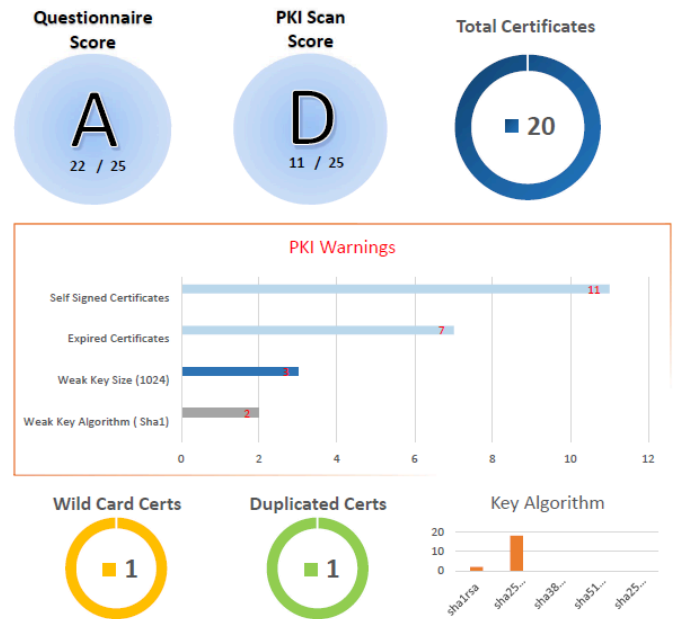 Questionnaire
Score
A
22 / 25
PKI Scan
Score
D
11 / 25
Total Certificates
20
PKI Warnings
Self Signed Certificates
11
Expired Certificates
7
Weak Key Size (1024)
3
Weak Key Algorithm ( Sha1)
2
0 2 4 6 8 10 12
Wild Card Certs
1
Duplicated Certs
1
Key Algorithm
20
10
0
sha1rsa sha25... sha38... sha51... sha25...